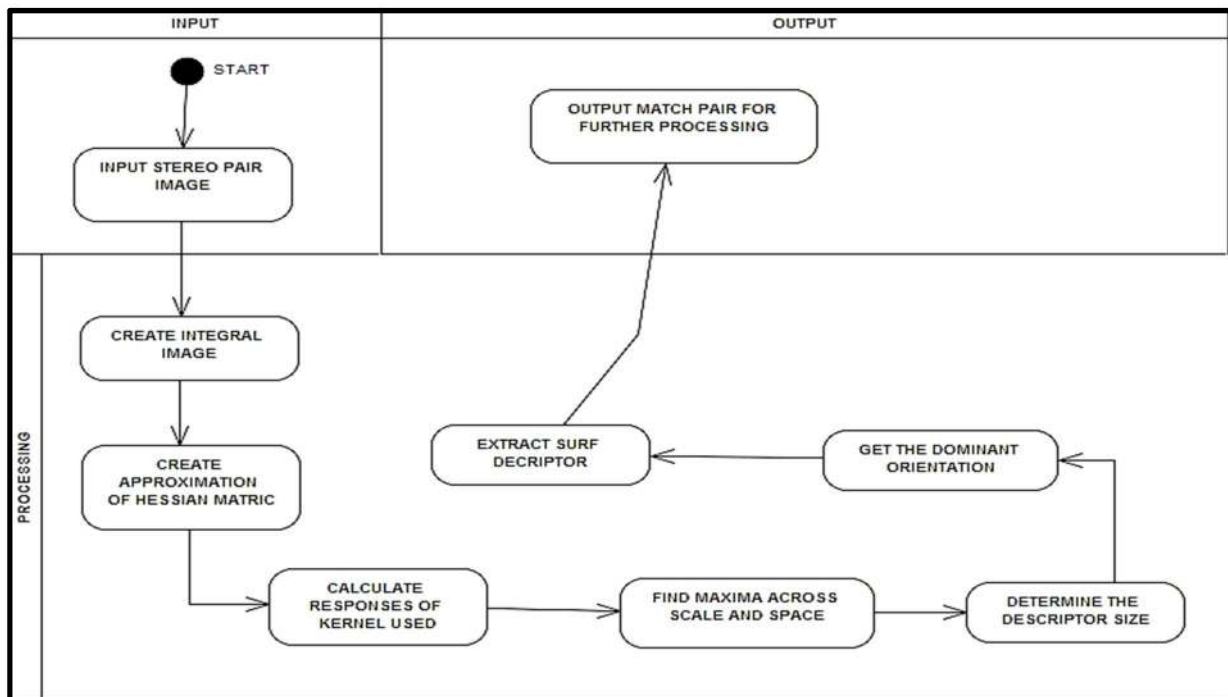 INPUT
OUTPUT
START
INPUT STEREO PAIR
IMAGE
OUTPUT MATCH PAIR FOR
FURTHER PROCESSING
PROCESSING
CREATE INTEGRAL
IMAGE
CREATE
APPROXIMATION
OF HESSIAN MATRIC
CALCULATE
RESPONSES OF
KERNEL USED
FIND MAXIMA ACROSS
SCALE AND SPACE
DETERMINE THE
DESCRIPTOR SIZE
GET THE DOMINANT
ORIENTATION
EXTRACT SURF
DECRIPTOR